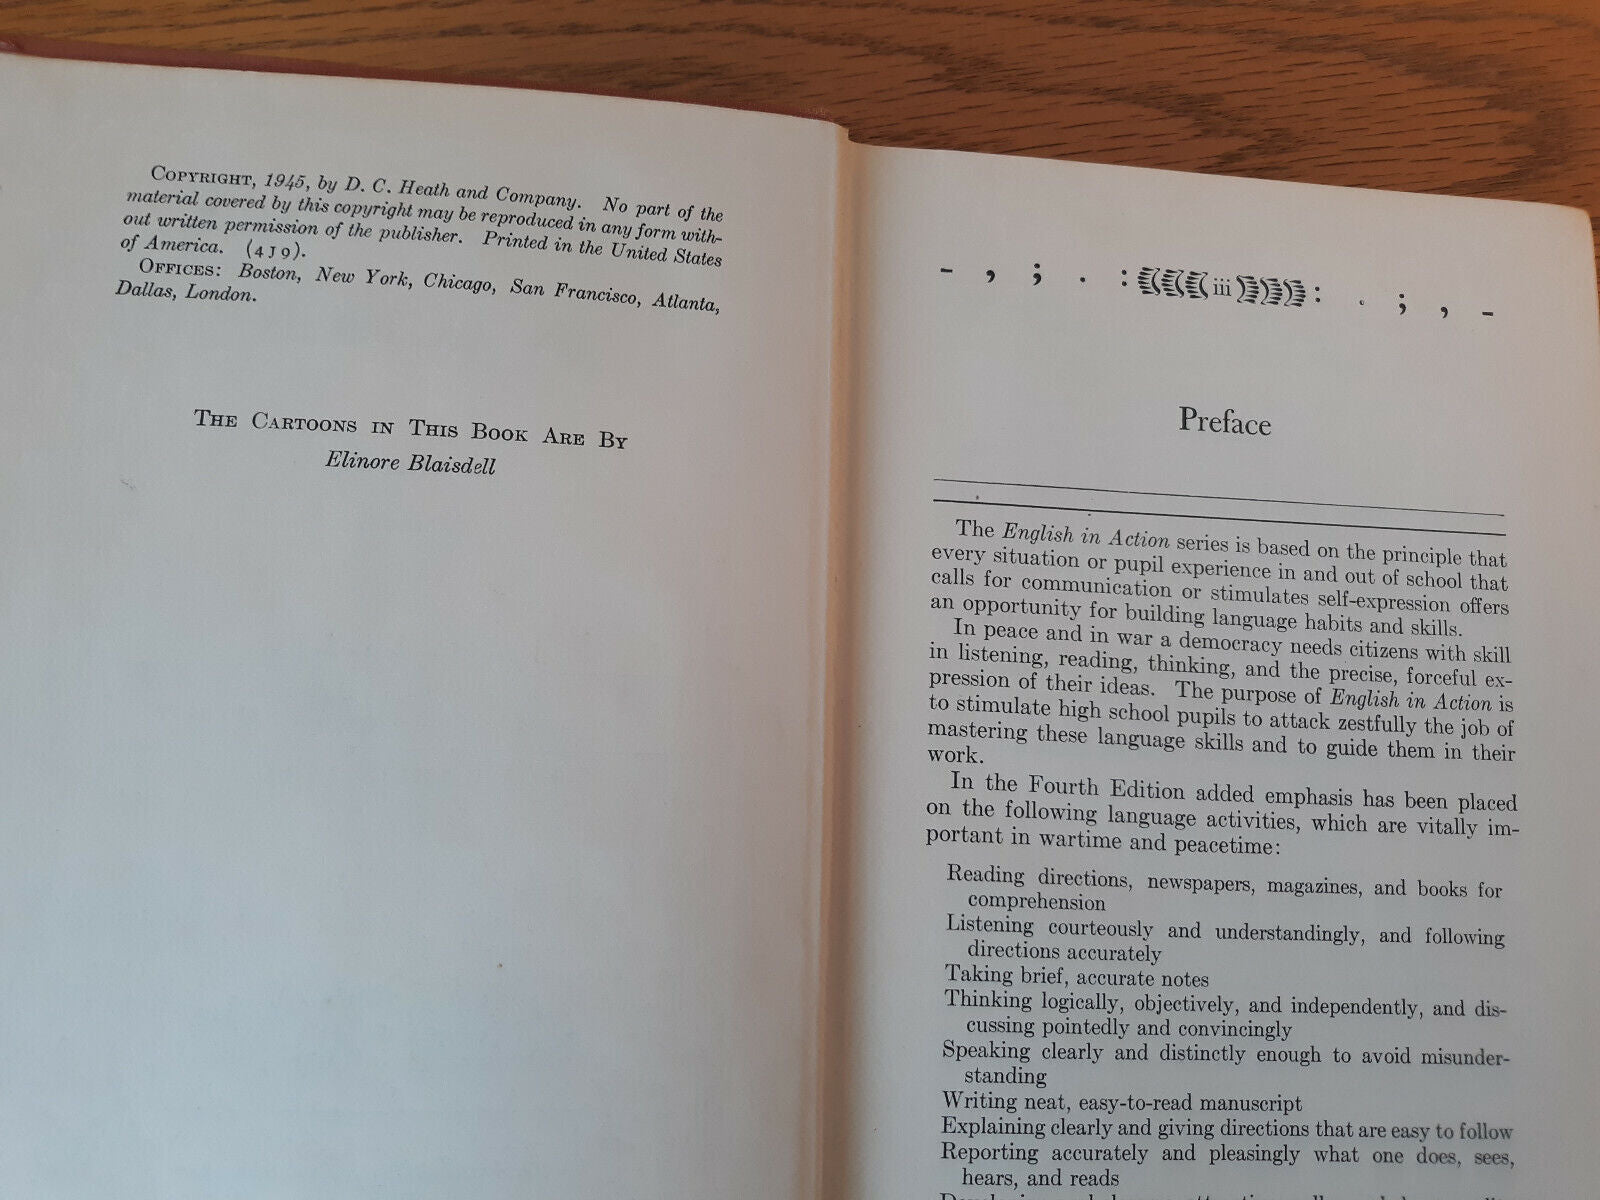 Copyright, 1945, by D. C. Heath and Company. No part of the
material covered by this copyright may be reproduced in any form with-
out written permission of the publisher. Printed in the United States
of America. (4 J 9).
Offices: Boston, New York, Chicago, San Francisco, Atlanta,
Dallas, London.
The Cartoons in This Book Are By
Elinore Blaisdell
- , ; . : iii : . ; , -
Preface
The English in Action series is based on the principle that
every situation or pupil experience in and out of school that
calls for communication or stimulates self-expression offers
an opportunity for building language habits and skills.
In peace and in war a democracy needs citizens with skill
in listening, reading, thinking, and the precise, forceful ex-
pression of their ideas. The purpose of English in Action is
to stimulate high school pupils to attack zestfully the job of
mastering these language skills and to guide them in their
work.
In the Fourth Edition added emphasis has been placed
on the following language activities, which are vitally im-
portant in wartime and peacetime:
Reading directions, newspapers, magazines, and books for
comprehension
Listening courteously and understandingly, and following
directions accurately
Taking brief, accurate notes
Thinking logically, objectively, and independently, and dis-
cussing pointedly and convincingly
Speaking clearly and distinctly enough to avoid misunder-
standing
Writing neat, easy-to-read manuscript
Explaining clearly and giving directions that are easy to follow
Reporting accurately and pleasingly what one does, sees,
hears, and reads